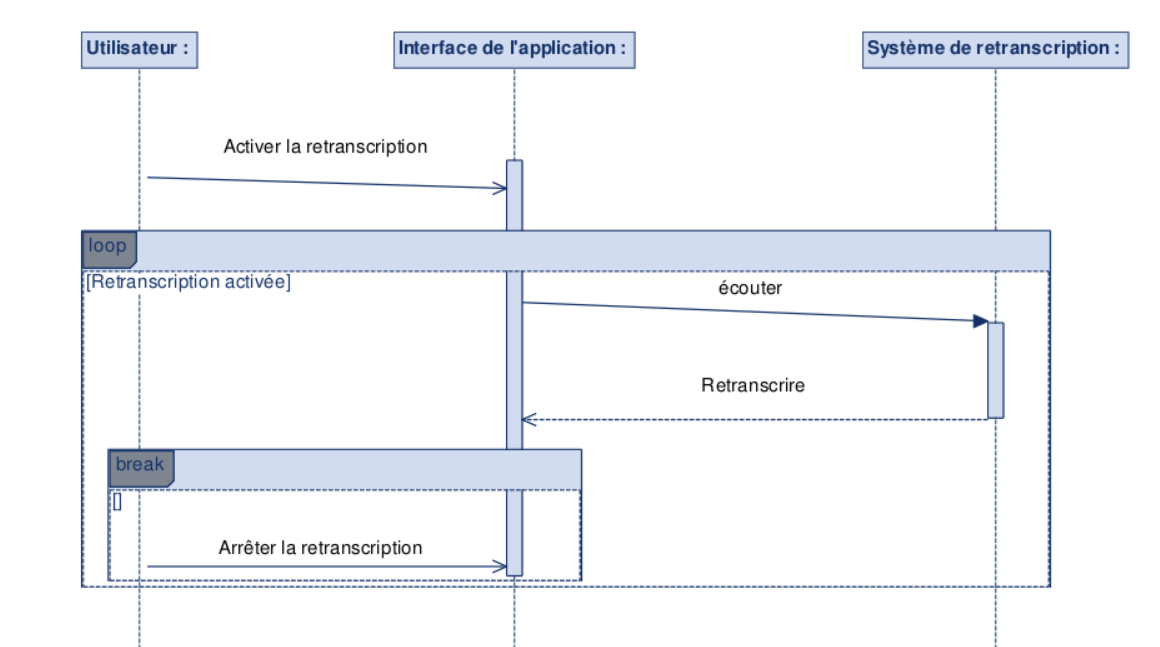 Utilisateur :
Interface de l'application :
Système de retranscription :
Activer la retranscription
loop
[Retranscription activée]
écouter
Retranscrire
break
[]
Arrêter la retranscription